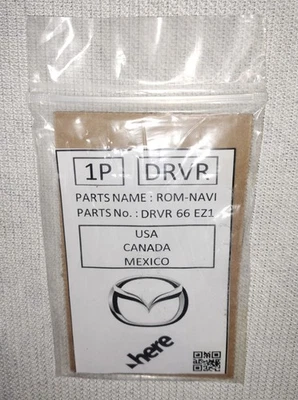 1P DRVR
PARTS NAME : ROM-NAVI
PARTS No. : DRVR 66 EZ1
USA
CANADA
MEXICO
here